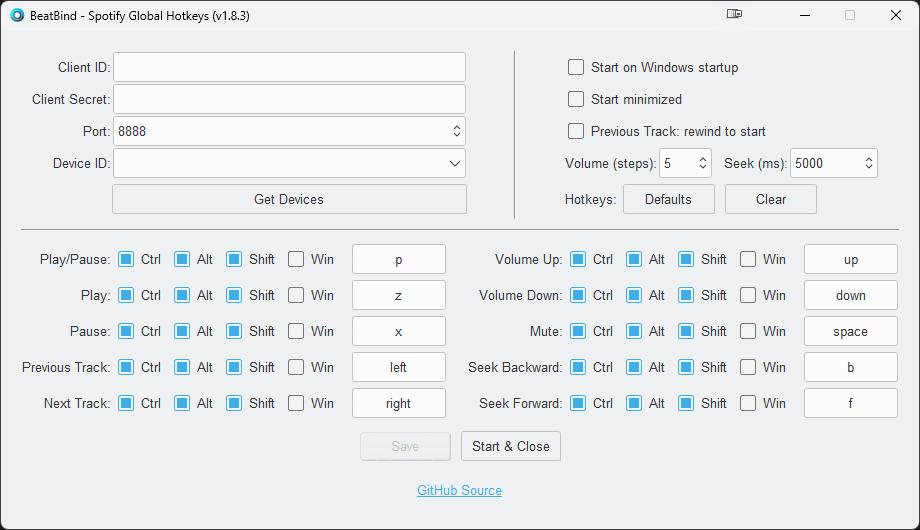 BeatBind - Spotify Global Hotkeys (v1.8.3)
Client ID:
Client Secret:
Port: 8888
Device ID:
Get Devices
Start on Windows startup
Start minimized
Previous Track: rewind to start
Volume (steps): 5 Seek (ms): 5000
Hotkeys: Defaults Clear
Play/Pause: Ctrl Alt Shift Win p
Play: Ctrl Alt Shift Win z
Pause: Ctrl Alt Shift Win x
Previous Track: Ctrl Alt Shift Win left
Next Track: Ctrl Alt Shift Win right
Volume Up: Ctrl Alt Shift Win up
Volume Down: Ctrl Alt Shift Win down
Mute: Ctrl Alt Shift Win space
Seek Backward: Ctrl Alt Shift Win b
Seek Forward: Ctrl Alt Shift Win f
Save Start & Close
GitHub Source